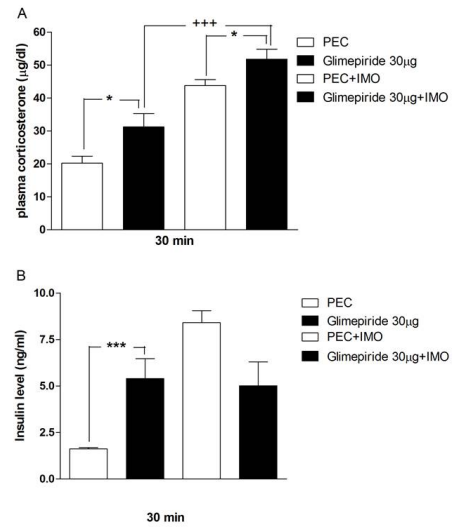 A
+++
*
*
60
50
40
30
20
10
0
plasma corticosterone (μg/dl)
30 min
PEC
Glimepiride 30μg
PEC+IMO
Glimepiride 30μg+IMO
B
10.0
7.5
5.0
2.5
0.0
Insulin level (ng/ml)
***
30 min
PEC
Glimepiride 30μg
PEC+IMO
Glimepiride 30μg+IMO